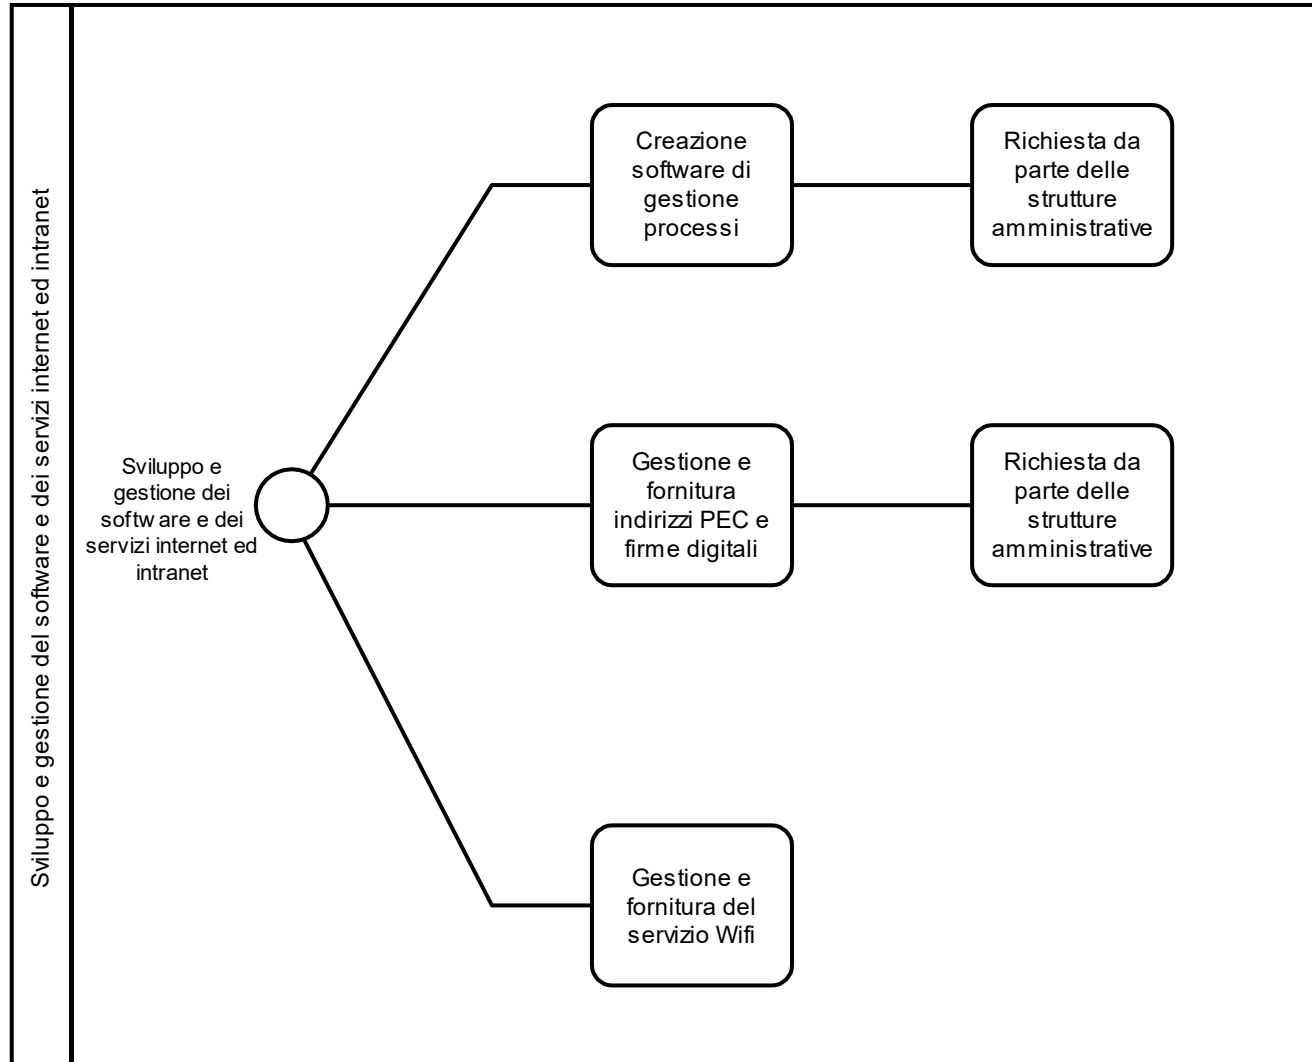 Sviluppo e gestione del software e dei servizi internet ed intranet
Sviluppo e
gestione dei
software e dei
servizi internet ed
intranet
Creazione
software di
gestione
processi
Richiesta da
parte delle
strutture
amministrative
Gestione e
fornitura
indirizzi PEC e
firme digitali
Richiesta da
parte delle
strutture
amministrative
Gestione e
fornitura del
servizio Wifi